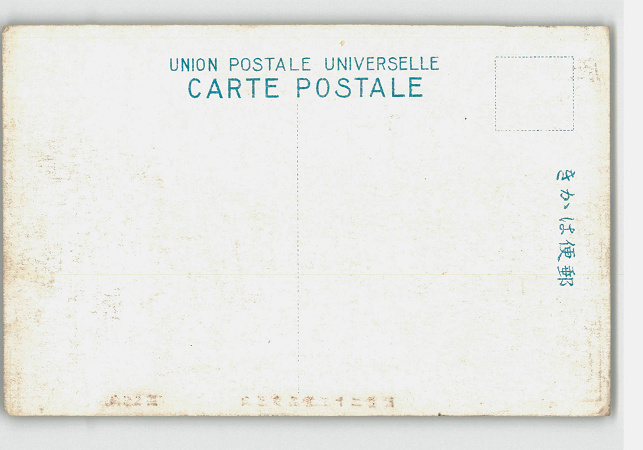 UNION POSTALE UNIVERSELLE
CARTE POSTALE
きかは便郵